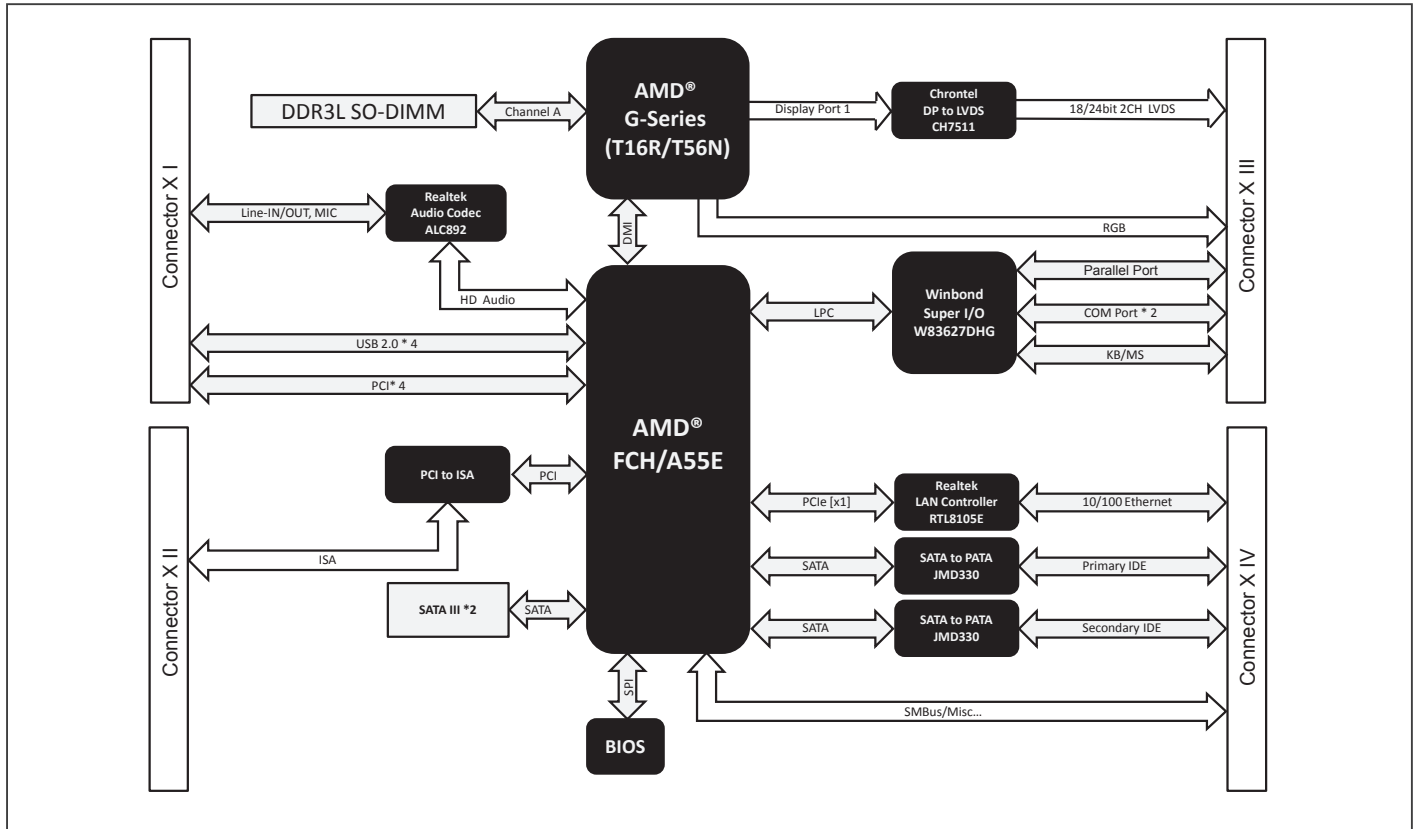 AMD®
G-Series
(T16R/T56N)
DDR3L SO-DIMM
Channel A
Display Port 1
Chrontel
DP to LVDS
CH7511
18/24bit 2CH LVDS
Connector X I
Connector X III
Line-IN/OUT, MIC
Realtek
Audio Codec
ALC892
DMI
RGB
HD Audio
Parallel Port
LPC
Winbond
Super I/O
W83627DHG
COM Port * 2
USB 2.0 * 4
KB/MS
PCI* 4
AMD®
FCH/A55E
Connector X II
Connector X IV
PCI to ISA
PCI
ISA
PCIe [x1]
Realtek
LAN Controller
RTL8105E
10/100 Ethernet
SATA
SATA to PATA
JMD330
Primary IDE
SATA III *2
SATA
SATA
SATA to PATA
JMD330
Secondary IDE
SPI
SMBus/Misc...
BIOS